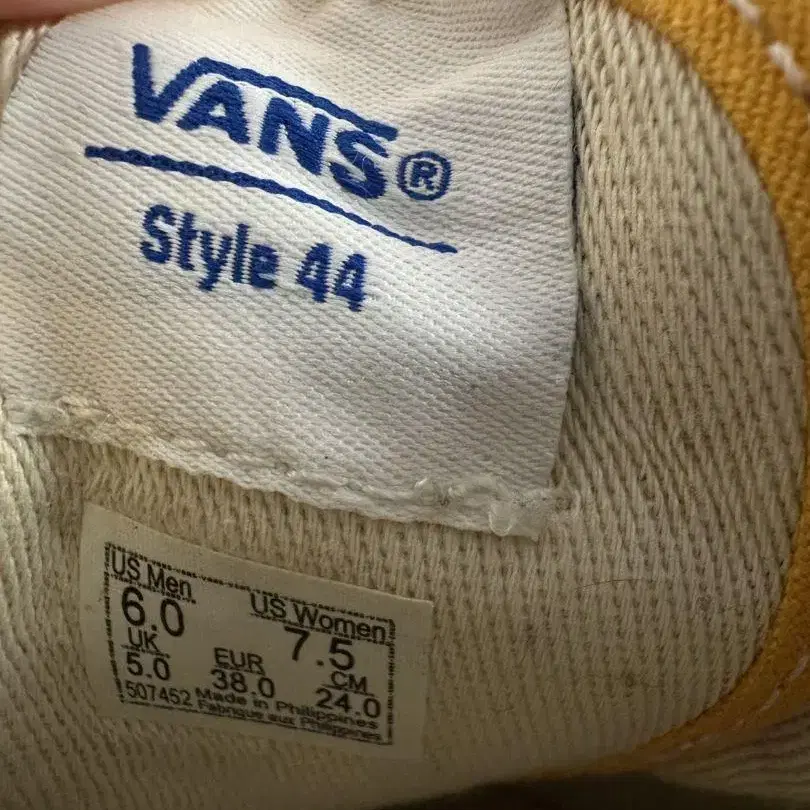 VANS®
Style 44
US Men US Women
6.0 7.5
UK EUR CM
5.0 38.0 24.0
507452 Made in Philippines
Fabrique aux Philippines